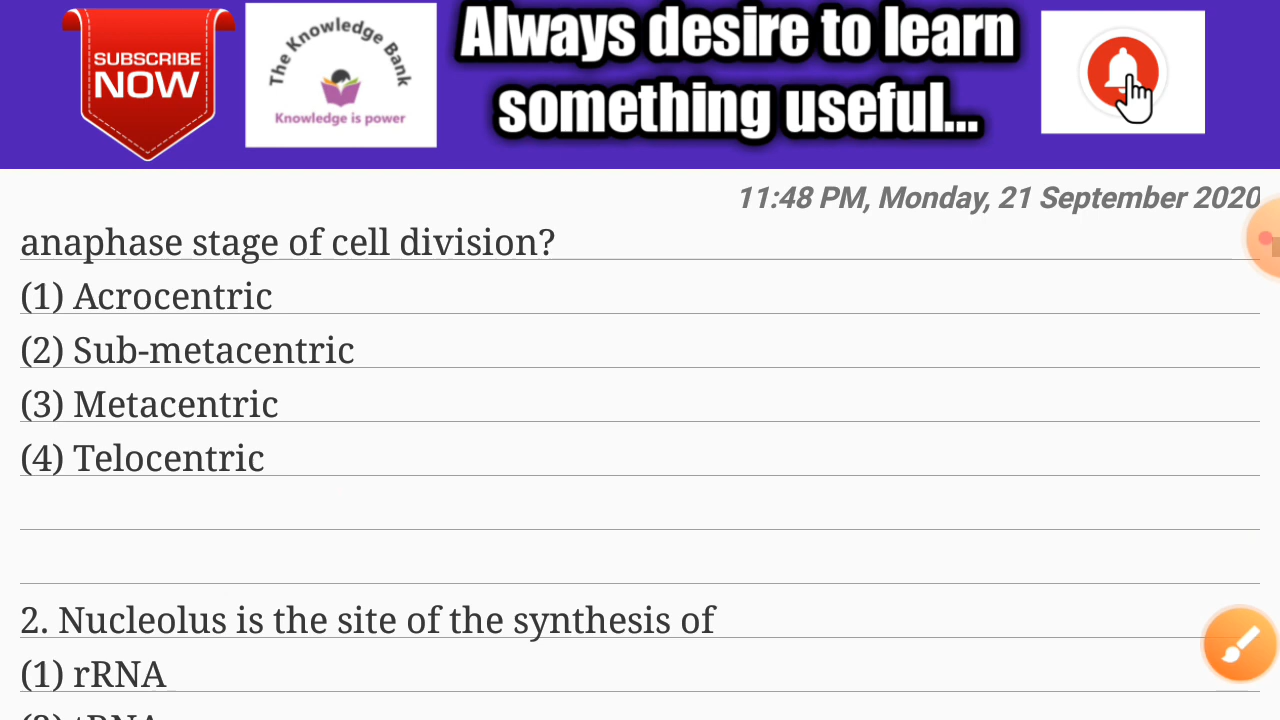 SUBSCRIBE
NOW
The Knowledge Bank
Knowledge is power
Always desire to learn
something useful...
11:48 PM, Monday, 21 September 2020
anaphase stage of cell division?
(1) Acrocentric
(2) Sub-metacentric
(3) Metacentric
(4) Telocentric
2. Nucleolus is the site of the synthesis of
(1) rRNA